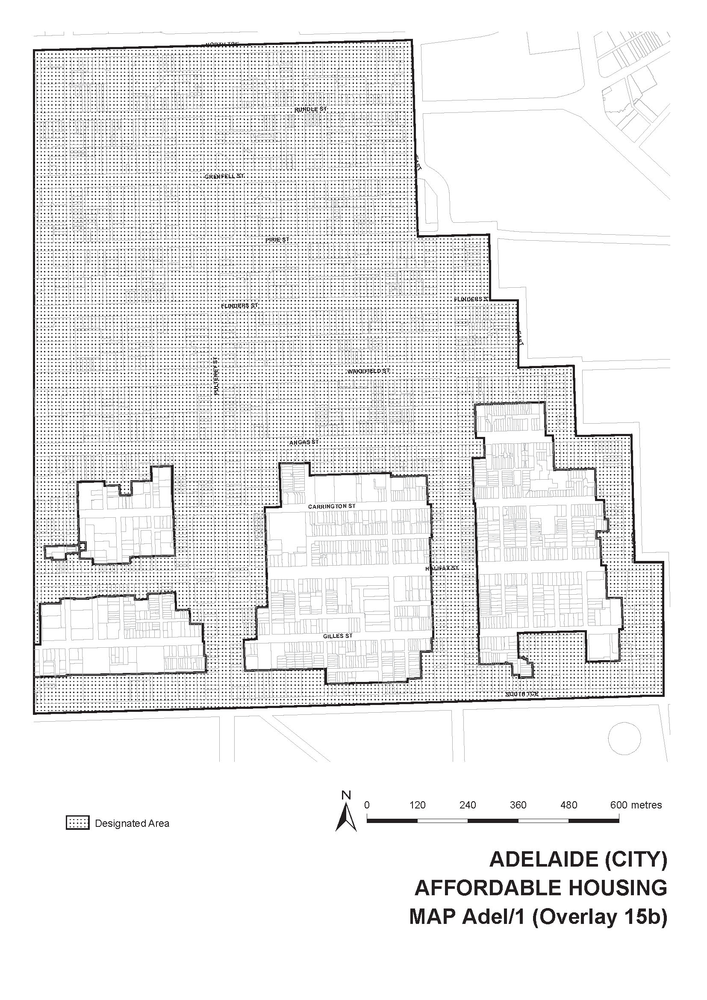 NORTH TCE
RUNDLE ST
EAST
GRENFELL ST
PIRIE ST
FLINDERS ST
FLINDERS S
EAST
PULTENEY ST
WAKEFIELD ST
ANGAS ST
CARRINGTON ST
HALIFAX ST
GILLES ST
SOUTH TCE
N
0 120 240 360 480 600 metres
Designated Area
ADELAIDE (CITY)
AFFORDABLE HOUSING
MAP Adel/1 (Overlay 15b)